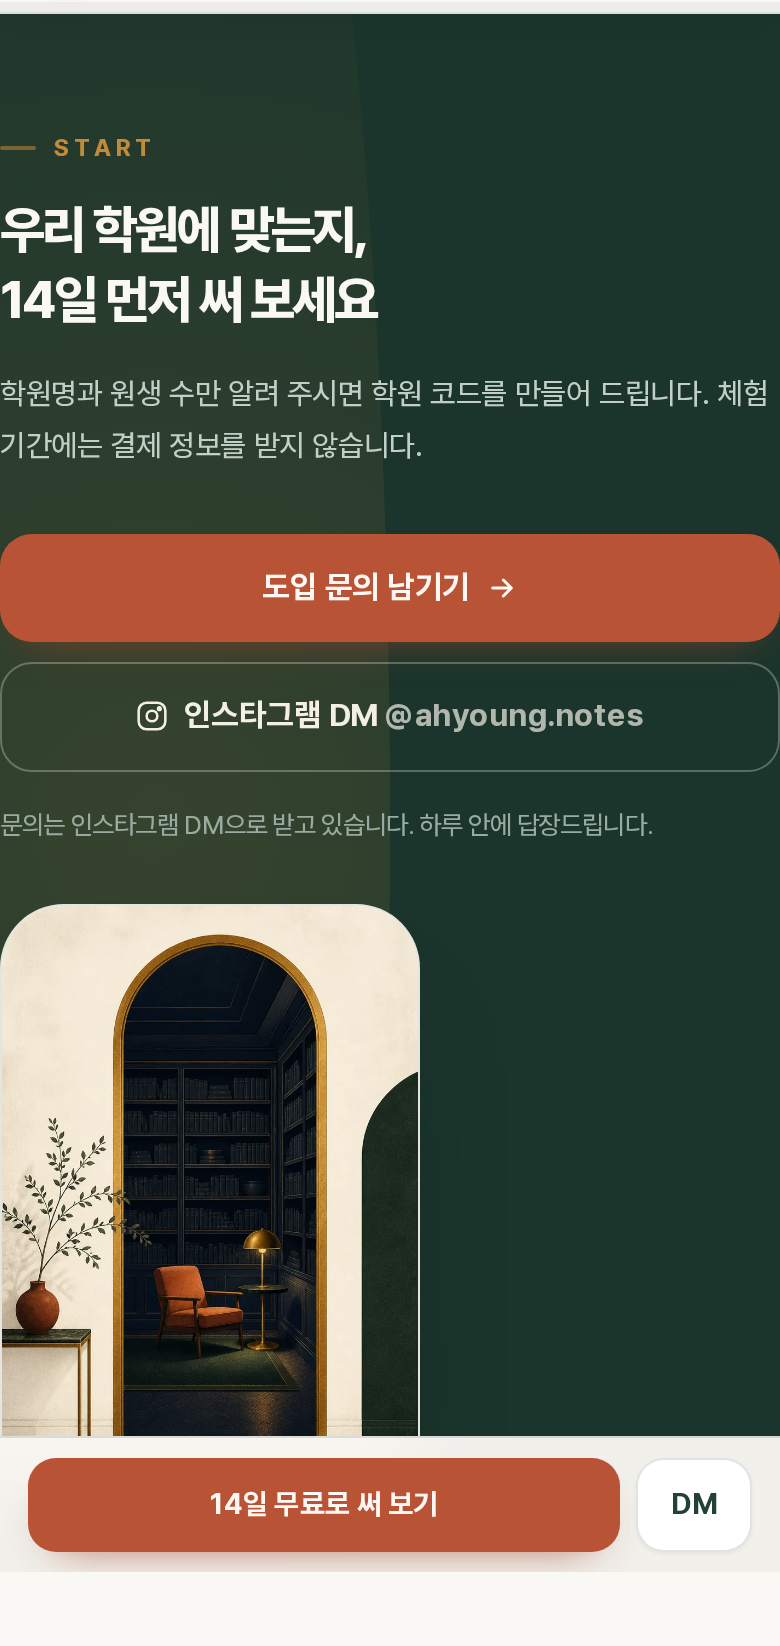 START
우리 학원에 맞는지,
14일 먼저 써 보세요
학원명과 원생 수만 알려 주시면 학원 코드를 만들어 드립니다. 체험
기간에는 결제 정보를 받지 않습니다.
도입 문의 남기기 →
인스타그램 DM @ahyoung.notes
문의는 인스타그램 DM으로 받고 있습니다. 하루 안에 답장드립니다.
14일 무료로 써 보기
DM